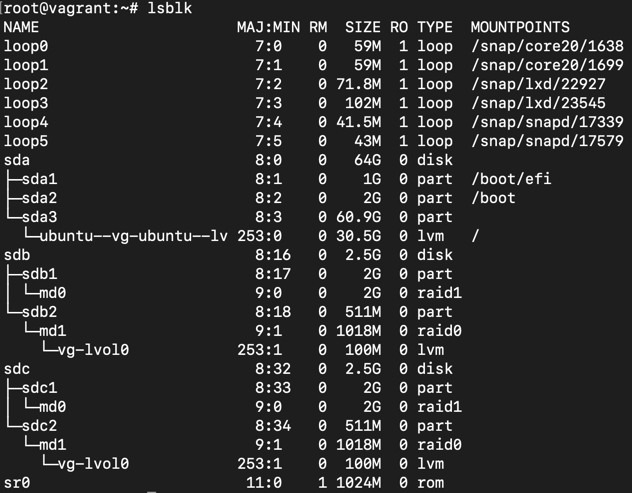 [root@vagrant:~# lsblk
NAME                      MAJ:MIN RM  SIZE RO TYPE  MOUNTPOINTS
loop0                       7:0    0   59M  1 loop  /snap/core20/1638
loop1                       7:1    0   59M  1 loop  /snap/core20/1699
loop2                       7:2    0 71.8M  1 loop  /snap/lxd/22927
loop3                       7:3    0  102M  1 loop  /snap/lxd/23545
loop4                       7:4    0 41.5M  1 loop  /snap/snapd/17339
loop5                       7:5    0   43M  1 loop  /snap/snapd/17579
sda                         8:0    0   64G  0 disk
├─sda1                      8:1    0    1G  0 part  /boot/efi
├─sda2                      8:2    0    2G  0 part  /boot
└─sda3                      8:3    0 60.9G  0 part
  └─ubuntu--vg-ubuntu--lv 253:0    0 30.5G  0 lvm   /
sdb                         8:16   0  2.5G  0 disk
├─sdb1                      8:17   0    2G  0 part
│ └─md0                     9:0    0    2G  0 raid1
└─sdb2                      8:18   0  511M  0 part
  └─md1                     9:1    0 1018M  0 raid0
    └─vg-lvol0            253:1    0  100M  0 lvm
sdc                         8:32   0  2.5G  0 disk
├─sdc1                      8:33   0    2G  0 part
│ └─md0                     9:0    0    2G  0 raid1
└─sdc2                      8:34   0  511M  0 part
  └─md1                     9:1    0 1018M  0 raid0
    └─vg-lvol0            253:1    0  100M  0 lvm
sr0                        11:0    1 1024M  0 rom